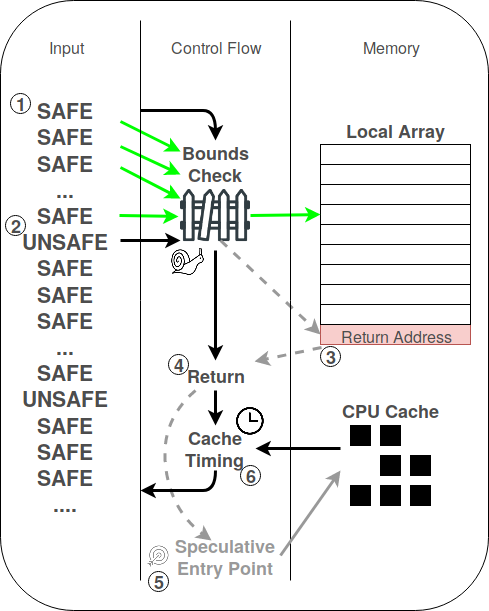 Input
Control Flow
Memory
1
SAFE
SAFE
SAFE
...
SAFE
2
UNSAFE
SAFE
SAFE
SAFE
...
SAFE
UNSAFE
SAFE
SAFE
SAFE
....
Bounds
Check
4
Return
Cache
Timing
6
Speculative
Entry Point
5
Local Array
Return Address
3
CPU Cache